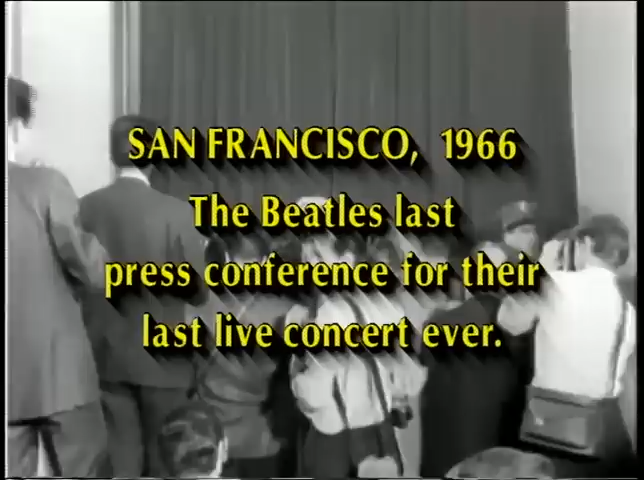 SAN FRANCISCO, 1966
The Beatles last
press conference for their
last live concert ever.